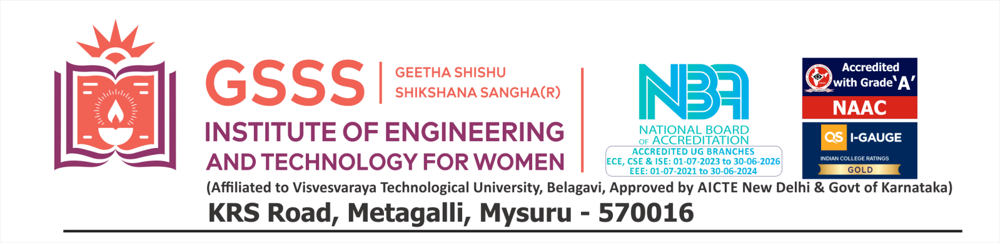 GSSS
GEETHA SHISHU
SHIKSHANA SANGHA(R)
INSTITUTE OF ENGINEERING
AND TECHNOLOGY FOR WOMEN
NBA
NATIONAL BOARD
OF ACCREDITATION
ACCREDITED UG BRANCHES
ECE, CSE & ISE: 01-07-2023 to 30-06-2026
EEE: 01-07-2021 to 30-06-2024
Accredited
with Grade 'A'
NAAC
QS I-GAUGE
INDIAN COLLEGE RATINGS
GOLD
(Affiliated to Visvesvaraya Technological University, Belagavi, Approved by AICTE New Delhi & Govt of Karnataka)
KRS Road, Metagalli, Mysuru - 570016